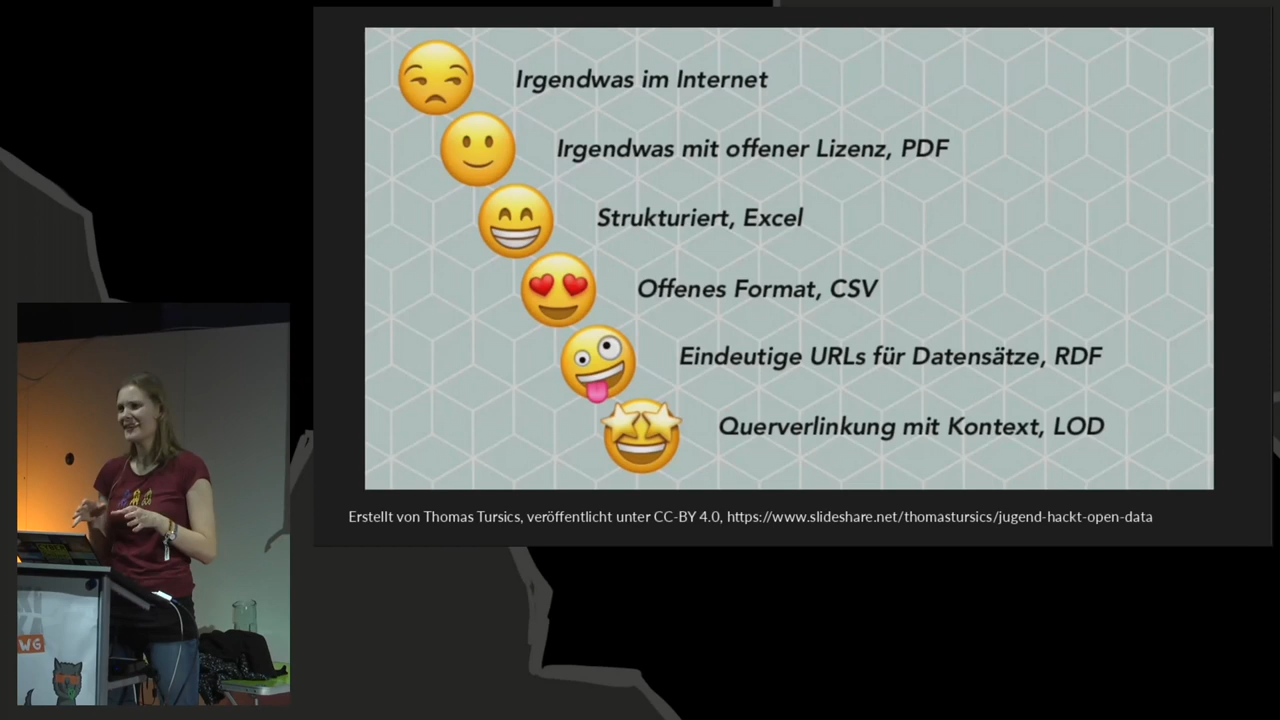 Irgendwas im Internet
Irgendwas mit offener Lizenz, PDF
Strukturiert, Excel
Offenes Format, CSV
Eindeutige URLs für Datensätze, RDF
Querverlinkung mit Kontext, LOD
Erstellt von Thomas Tursics, veröffentlicht unter CC-BY 4.0, https://www.slideshare.net/thomastursics/jugend-hackt-open-data
WG